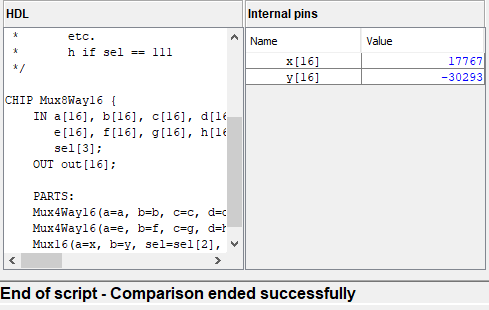 HDL
* etc.
* h if sel == 111
*/
CHIP Mux8Way16 {
IN a[16], b[16], c[16], d[16
e[16], f[16], g[16], h[16
sel[3];
OUT out[16];
PARTS:
Mux4Way16(a=a, b=b, c=c, d=d
Mux4Way16(a=e, b=f, c=g, d=h
Mux16(a=x, b=y, sel=sel[2],
Internal pins
Name Value
x[16] 17767
y[16] -30293
End of script - Comparison ended successfully